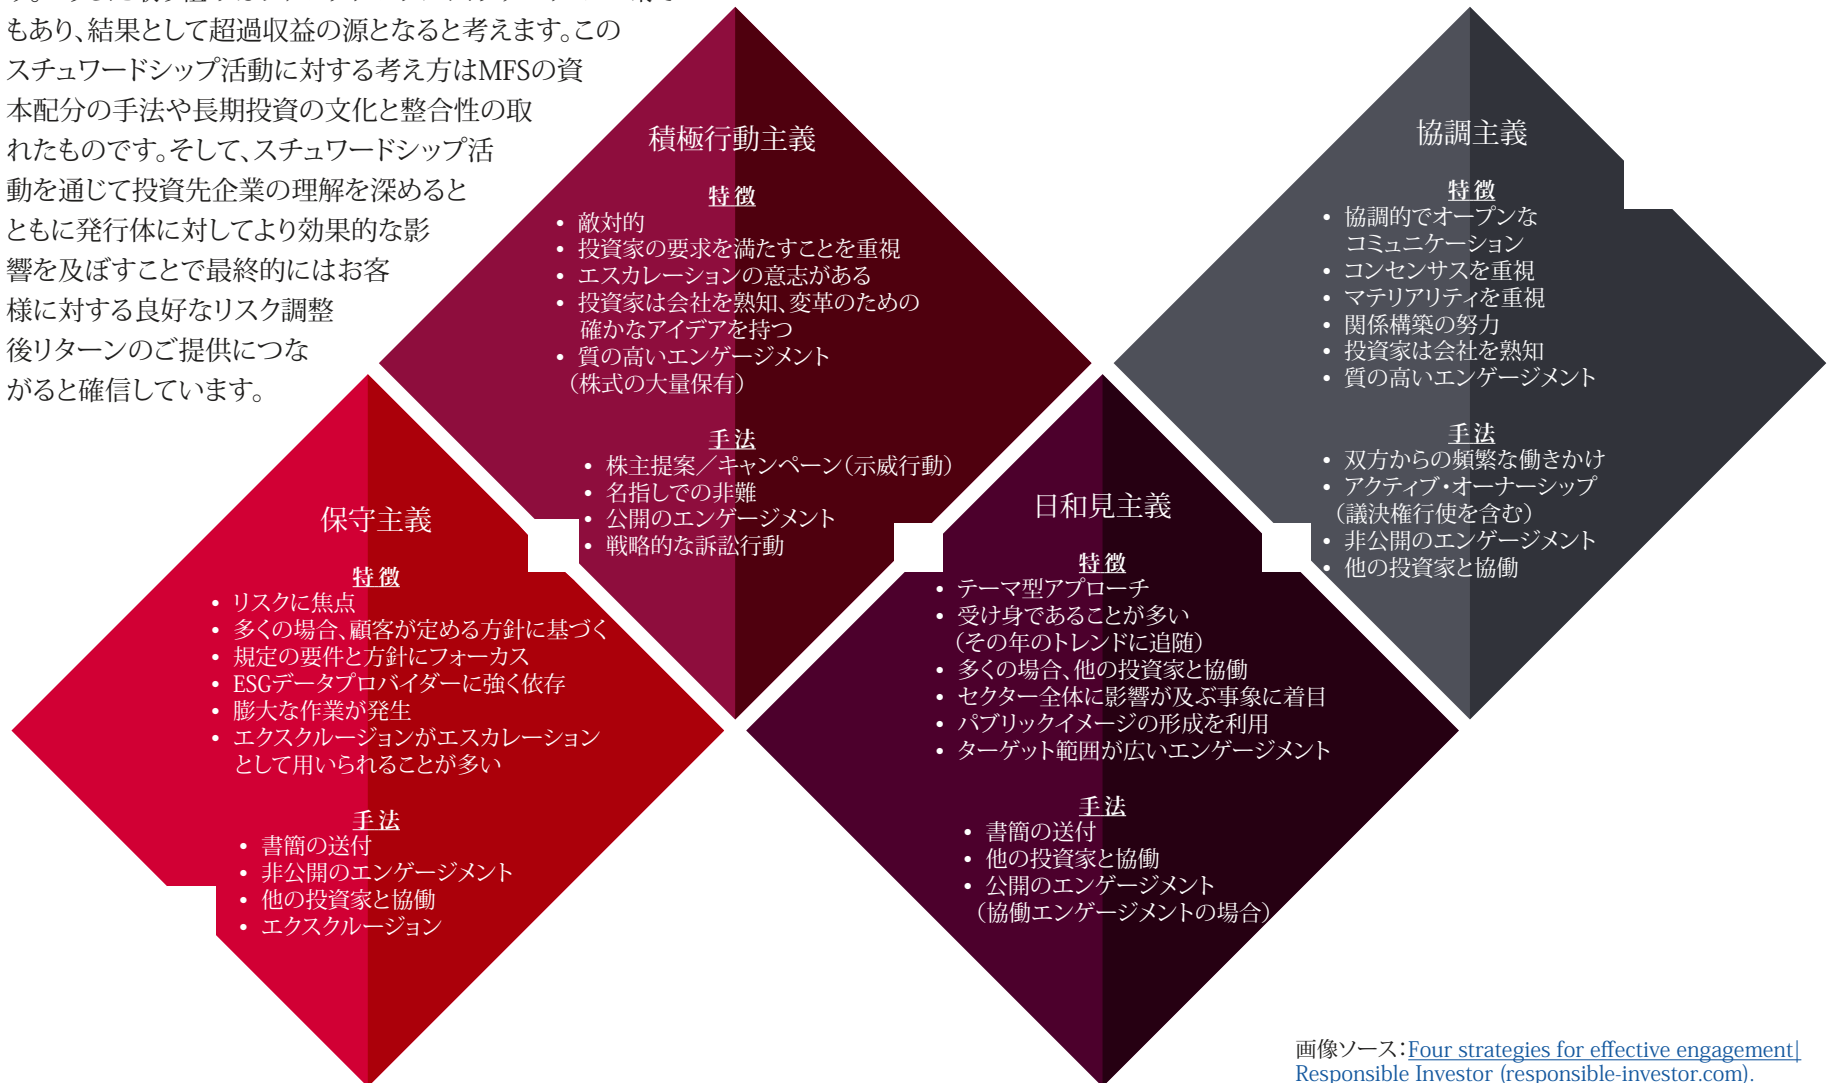 もあり、結果として超過収益の源となると考えます。この
スチュワードシップ活動に対する考え方はMFSの資
本配分の手法や長期投資の文化と整合性の取
れたものです。そして、スチュワードシップ活
動を通じて投資先企業の理解を深めると
ともに発行体に対してより効果的な影
響を及ぼすことで最終的にはお客
様に対する良好なリスク調整
後リターンのご提供につな
がると確信しています。
積極行動主義
特徴
• 敵対的
• 投資家の要求を満たすことを重視
• エスカレーションの意志がある
• 投資家は会社を熟知、変革のための
確かなアイデアを持つ
• 質の高いエンゲージメント
（株式の大量保有）
手法
• 株主提案／キャンペーン（示威行動）
• 名指しでの非難
• 公開のエンゲージメント
• 戦略的な訴訟行動
協調主義
特徴
• 協調的でオープンな
コミュニケーション
• コンセンサスを重視
• マテリアリティを重視
• 関係構築の努力
• 投資家は会社を熟知
• 質の高いエンゲージメント
手法
• 双方からの頻繁な働きかけ
• アクティブ・オーナーシップ
（議決権行使を含む）
• 非公開のエンゲージメント
• 他の投資家と協働
保守主義
特徴
• リスクに焦点
• 多くの場合、顧客が定める方針に基づく
• 規定の要件と方針にフォーカス
• ESGデータプロバイダーに強く依存
• 膨大な作業が発生
• エクスクルージョンがエスカレーション
として用いられることが多い
手法
• 書簡の送付
• 非公開のエンゲージメント
• 他の投資家と協働
• エクスクルージョン
日和見主義
特徴
• テーマ型アプローチ
• 受け身であることが多い
（その年のトレンドに追随）
• 多くの場合、他の投資家と協働
• セクター全体に影響が及ぶ事象に着目
• パブリックイメージの形成を利用
• ターゲット範囲が広いエンゲージメント
手法
• 書簡の送付
• 他の投資家と協働
• 公開のエンゲージメント
（協働エンゲージメントの場合）
画像ソース：Four strategies for effective engagement|
Responsible Investor (responsible-investor.com).